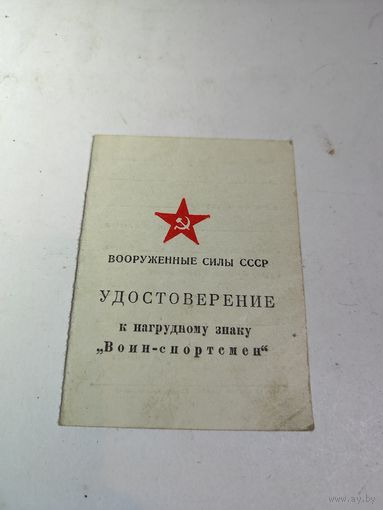 ВООРУЖЕННЫЕ СИЛЫ СССР
УДОСТОВЕРЕНИЕ
к нагрудному знаку
„Воин-спортсмен“
www.ay.by